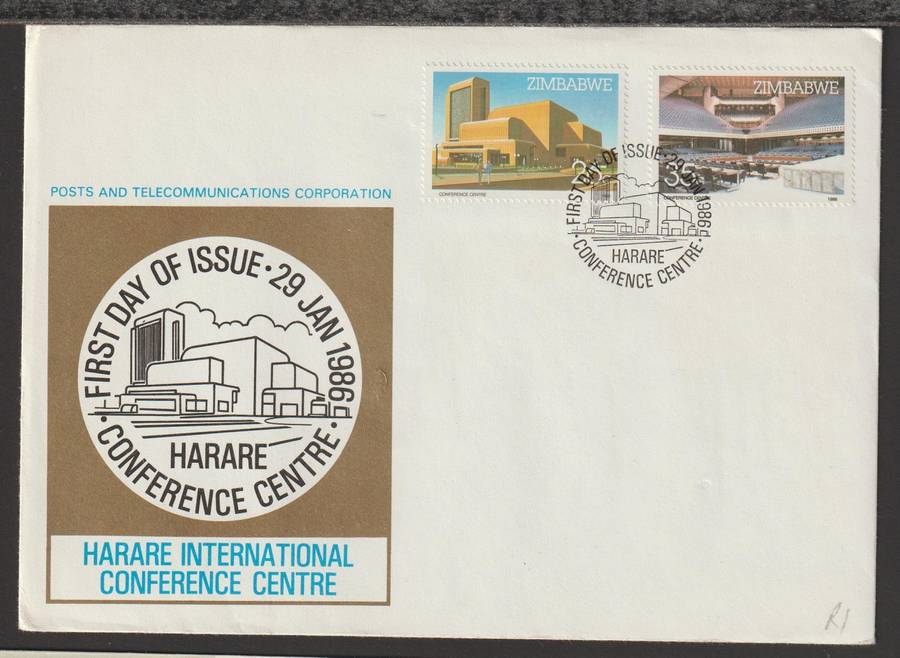 ZIMBABWE
CONFERENCE CENTRE
ZIMBABWE
CONFERENCE
1986
FIRST DAY OF ISSUE · 29 JAN 1986
HARARE
· CONFERENCE CENTRE ·
POSTS AND TELECOMMUNICATIONS CORPORATION
FIRST DAY OF ISSUE · 29 JAN 1986
HARARE
· CONFERENCE CENTRE ·
HARARE INTERNATIONAL
CONFERENCE CENTRE
R1